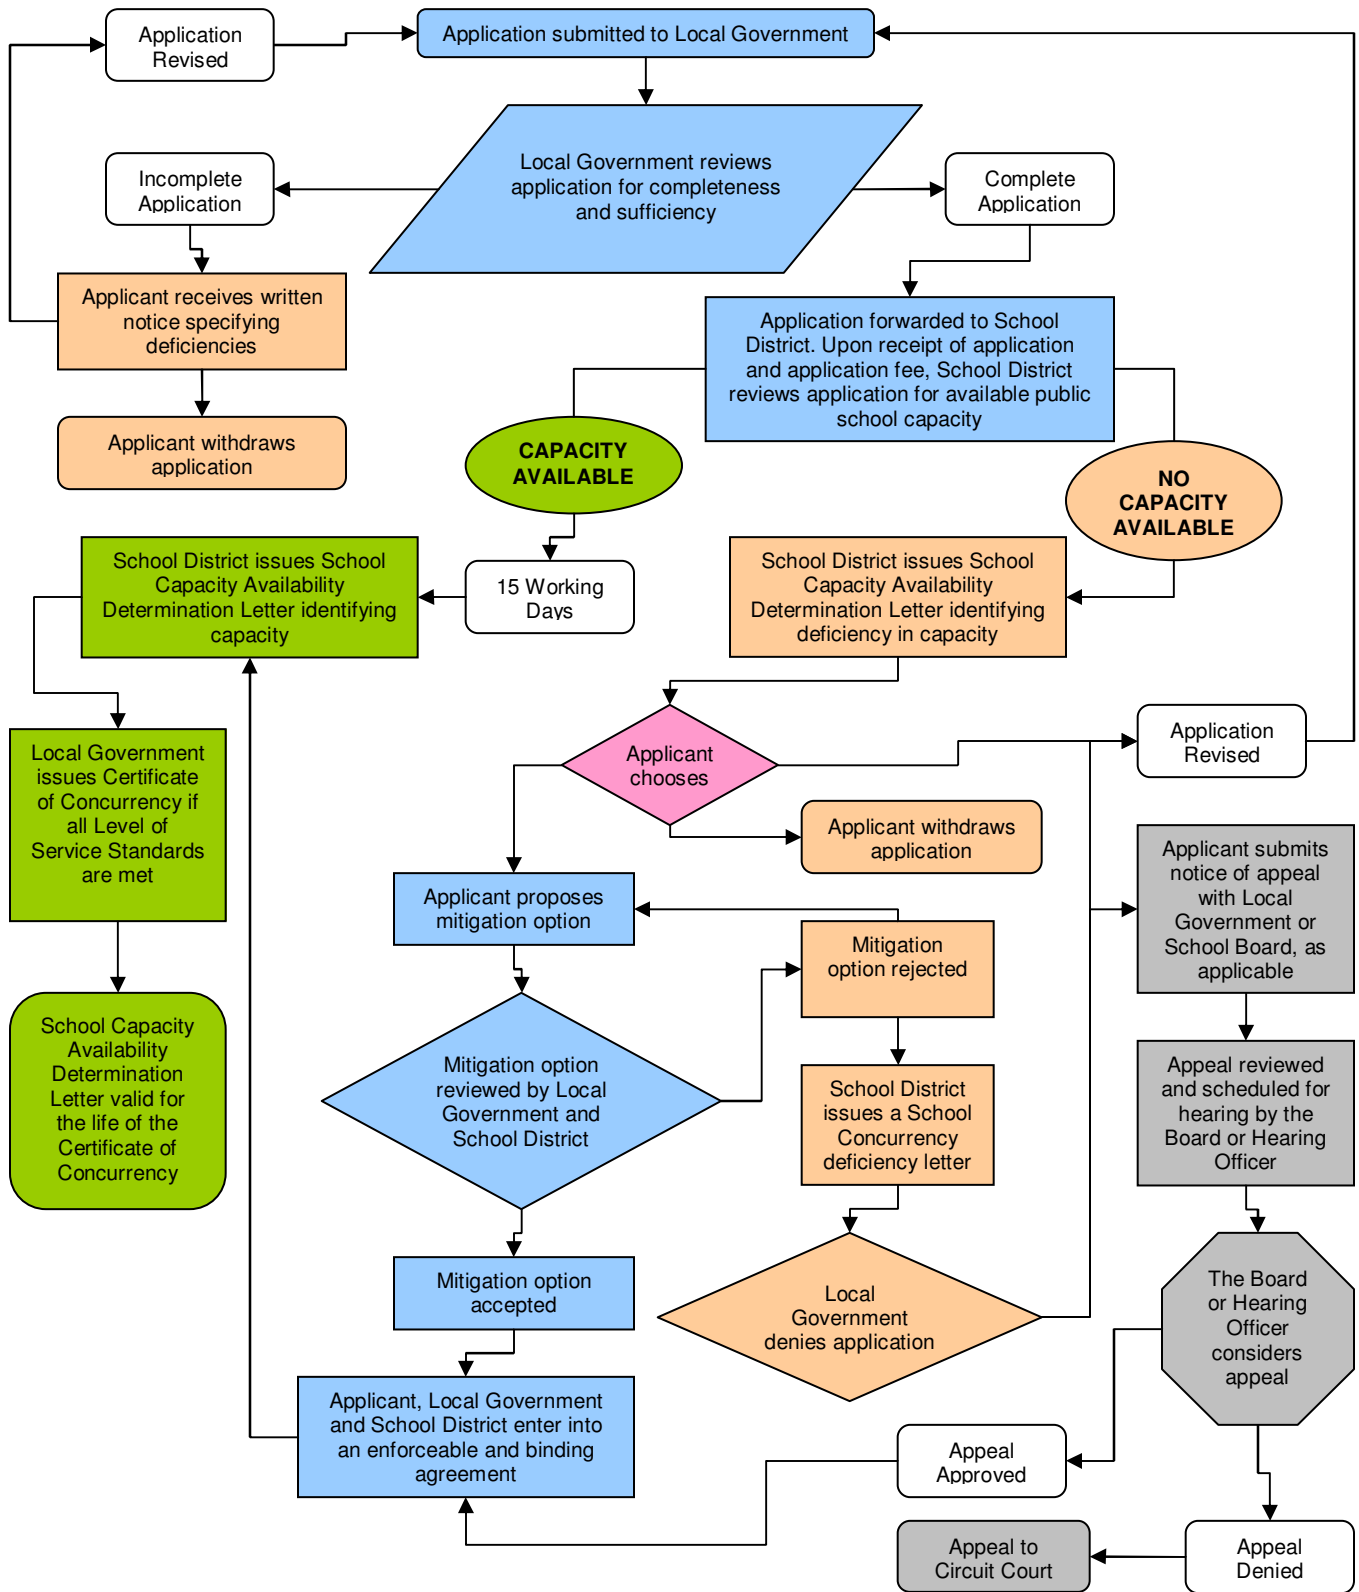 Application
Revised
Application submitted to Local Government
Local Government reviews
application for completeness
and sufficiency
Incomplete
Application
Complete
Application
Applicant receives written
notice specifying
deficiencies
Applicant withdraws
application
Application forwarded to School
District. Upon receipt of application
and application fee, School District
reviews application for available public
school capacity
CAPACITY
AVAILABLE
NO
CAPACITY
AVAILABLE
School District issues School
Capacity Availability
Determination Letter identifying
capacity
15 Working
Days
School District issues School
Capacity Availability
Determination Letter identifying
deficiency in capacity
Local Government
issues Certificate
of Concurrency if
all Level of
Service Standards
are met
Applicant
chooses
Application
Revised
Applicant withdraws
application
Applicant submits
notice of appeal
with Local
Government or
School Board, as
applicable
Applicant proposes
mitigation option
Mitigation
option rejected
School Capacity
Availability
Determination
Letter valid for
the life of the
Certificate of
Concurrency
Mitigation option
reviewed by Local
Government and
School District
School District
issues a School
Concurrency
deficiency letter
Appeal reviewed
and scheduled for
hearing by the
Board or Hearing
Officer
Mitigation option
accepted
Local
Government
denies application
The Board
or Hearing
Officer
considers
appeal
Applicant, Local Government
and School District enter into
an enforceable and binding
agreement
Appeal
Approved
Appeal to
Circuit Court
Appeal
Denied